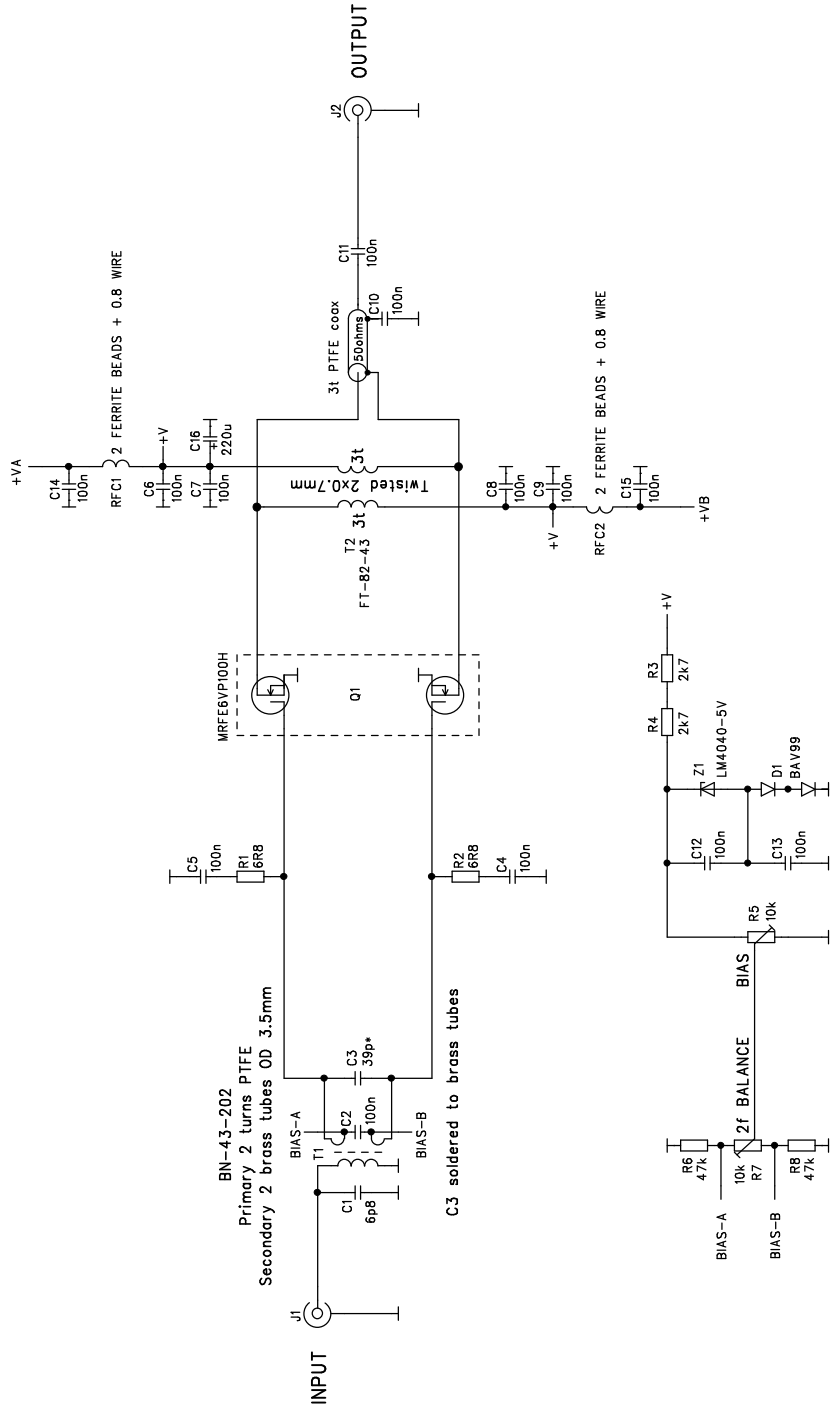 INPUT
J1
BN-43-202
Primary 2 turns PTFE
Secondary 2 brass tubes OD 3.5mm
C1
6p8
T1
BIAS-A
BIAS-B
C2
100n
C3
39p*
C3 soldered to brass tubes
C5
100n
R1
6R8
R2
6R8
C4
100n
MRFE6VP100H
Q1
+VA
C14
100n
RFC1
2 FERRITE BEADS + 0.8 WIRE
C6
100n
+V
C7
100n
C16
+
220u
T2
FT-82-43
3t
Twisted 2x0.7mm
3t
C8
100n
C9
100n
+V
RFC2
2 FERRITE BEADS + 0.8 WIRE
C15
100n
+VB
3t PTFE coax
50ohms
C10
100n
C11
100n
J2
OUTPUT
BIAS-A
BIAS-B
R6
47k
10k
R7
R8
47k
2f BALANCE
BIAS
R5
10k
C12
100n
C13
100n
Z1
LM4040-5V
D1
BAV99
R4
2k7
R3
2k7
+V